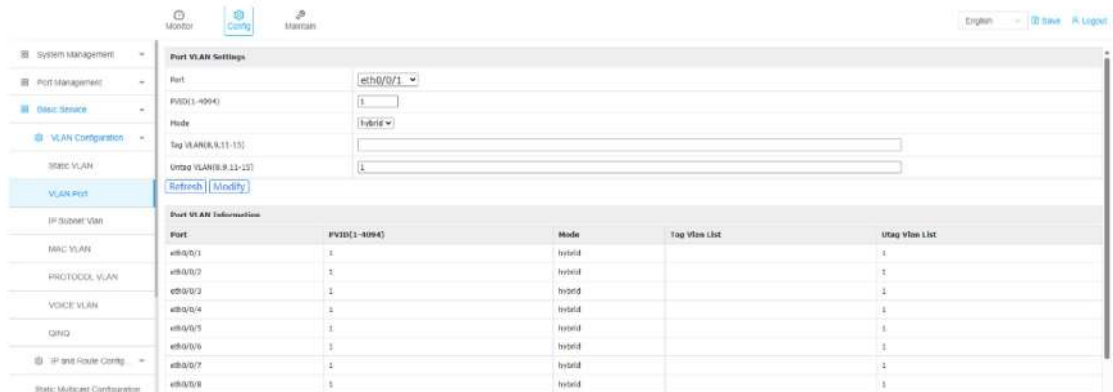 Monitor Config Maintain English Save Logout
System Management
Port Management
Basic Service
VLAN Configuration
Static VLAN
VLAN Port
IP Subnet Vlan
MAC VLAN
PROTOCOL VLAN
VOICE VLAN
QINQ
IP and Route Config...
Static Multicast Configuration
Port VLAN Settings
Port eth0/0/1
PVID(1-4094) 1
Mode hybrid
Tag VLAN(8,9,11-15)
Untag VLAN(8,9,11-15) 1
Refresh Modify
Port VLAN Information
Port PVID(1-4094) Mode Tag Vlan List Utag Vlan List
eth0/0/1 1 hybrid 1
eth0/0/2 1 hybrid 1
eth0/0/3 1 hybrid 1
eth0/0/4 1 hybrid 1
eth0/0/5 1 hybrid 1
eth0/0/6 1 hybrid 1
eth0/0/7 1 hybrid 1
eth0/0/8 1 hybrid 1